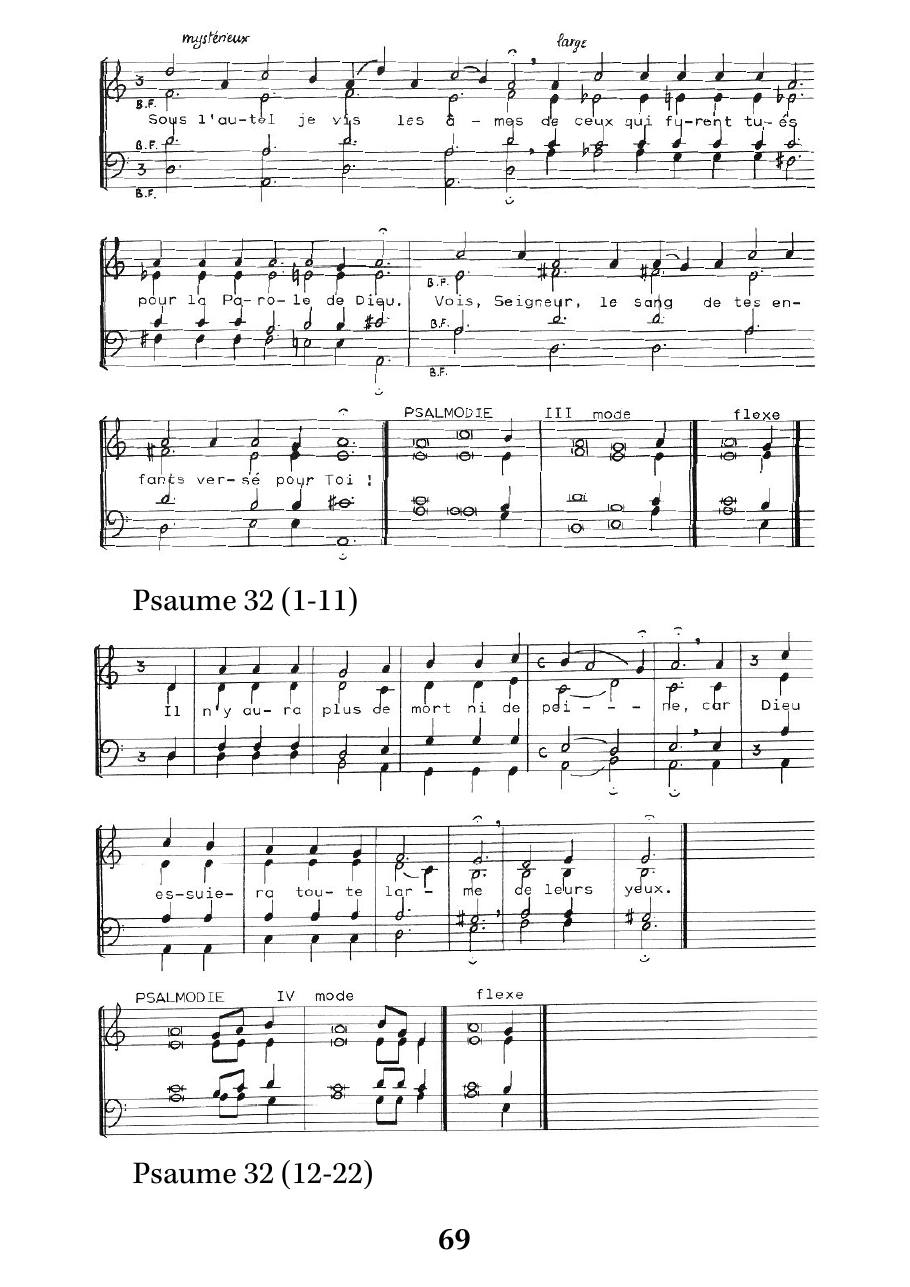 mystérieux large
B.F.
Sous l'au-tel je vis les â - mes de ceux qui fu-rent tu-és
B.F.
B.F.
pour la Pa-ro-le de Dieu. Vois, Seigneur, le sang de tes en-
B.F.
B.F.
B.F.
PSALMODIE III mode flexe
fants ver-sé pour Toi !
Psaume 32 (1-11)
Il n'y au-ra plus de mort ni de pei - - - ne, car Dieu
es-suie-ra tou-te lar - me de leurs yeux.
PSALMODIE IV mode flexe
Psaume 32 (12-22)
69